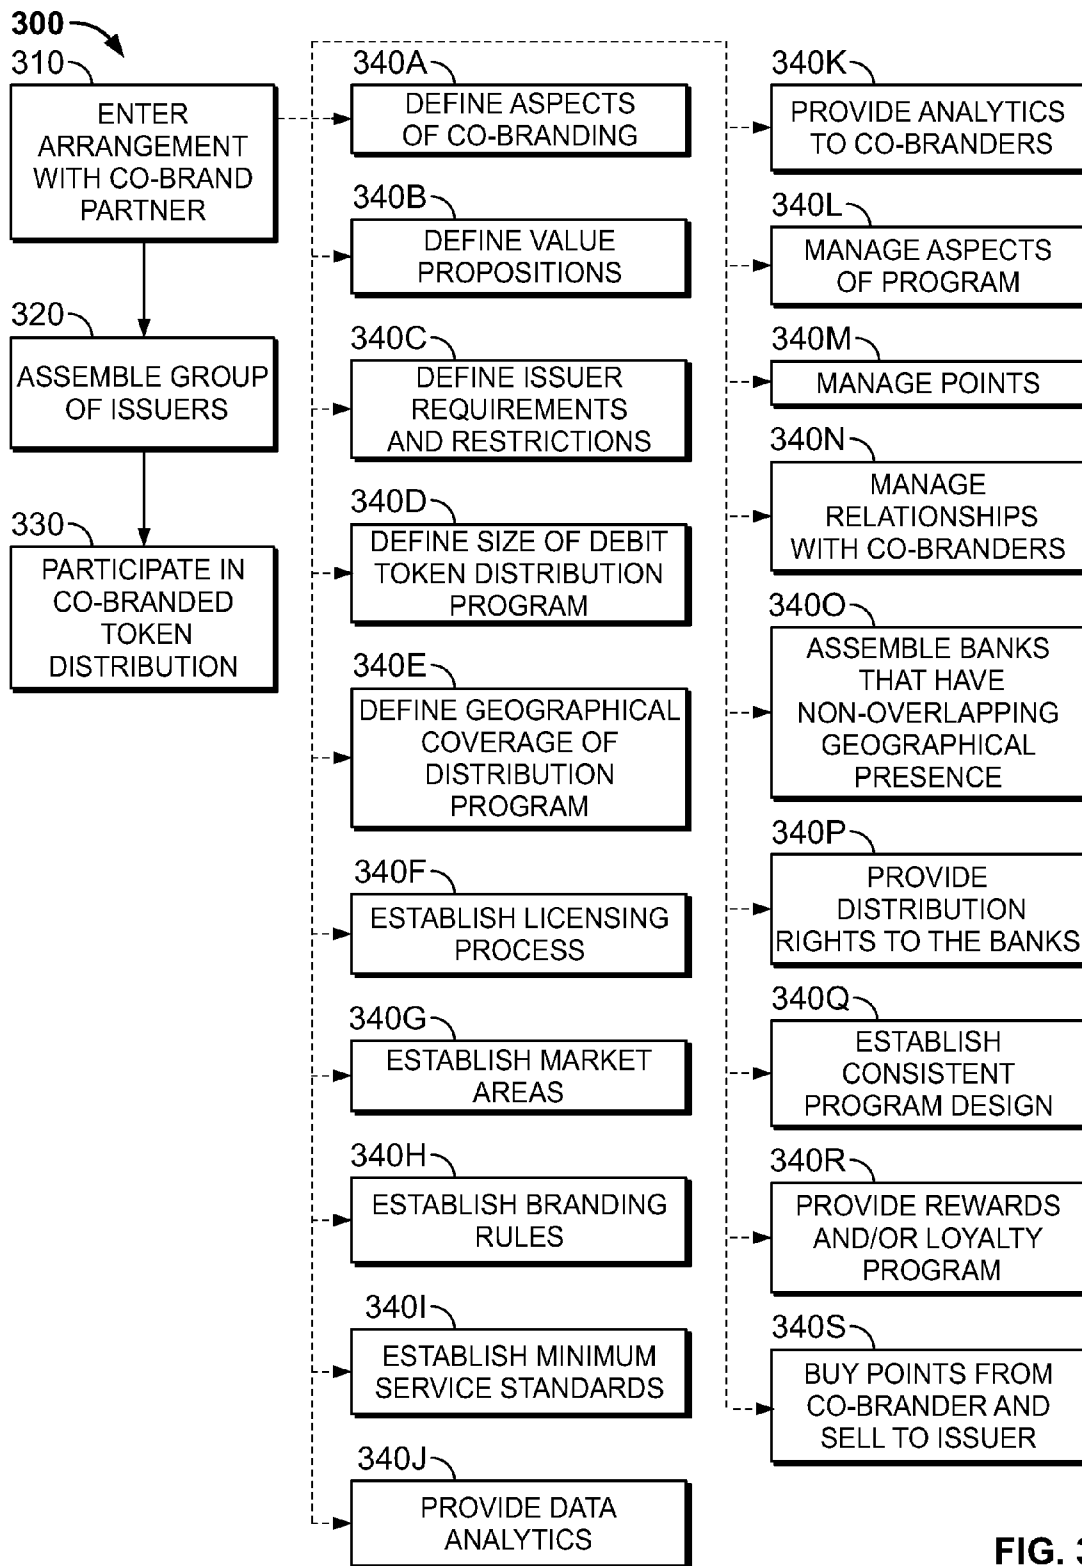 300
310
ENTER
ARRANGEMENT
WITH CO-BRAND
PARTNER
320
ASSEMBLE GROUP
OF ISSUERS
330
PARTICIPATE IN
CO-BRANDED
TOKEN
DISTRIBUTION
340A
DEFINE ASPECTS
OF CO-BRANDING
340B
DEFINE VALUE
PROPOSITIONS
340C
DEFINE ISSUER
REQUIREMENTS
AND RESTRICTIONS
340D
DEFINE SIZE OF DEBIT
TOKEN DISTRIBUTION
PROGRAM
340E
DEFINE GEOGRAPHICAL
COVERAGE OF
DISTRIBUTION
PROGRAM
340F
ESTABLISH LICENSING
PROCESS
340G
ESTABLISH MARKET
AREAS
340H
ESTABLISH BRANDING
RULES
340I
ESTABLISH MINIMUM
SERVICE STANDARDS
340J
PROVIDE DATA
ANALYTICS
340K
PROVIDE ANALYTICS
TO CO-BRANDERS
340L
MANAGE ASPECTS
OF PROGRAM
340M
MANAGE POINTS
340N
MANAGE
RELATIONSHIPS
WITH CO-BRANDERS
340O
ASSEMBLE BANKS
THAT HAVE
NON-OVERLAPPING
GEOGRAPHICAL
PRESENCE
340P
PROVIDE
DISTRIBUTION
RIGHTS TO THE BANKS
340Q
ESTABLISH
CONSISTENT
PROGRAM DESIGN
340R
PROVIDE REWARDS
AND/OR LOYALTY
PROGRAM
340S
BUY POINTS FROM
CO-BRANDER AND
SELL TO ISSUER
FIG. 3